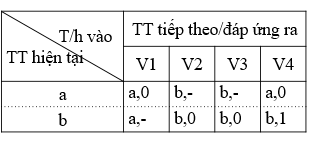 T/h vào
TT hiện tại
TT tiếp theo/đáp ứng ra
V1 V2 V3 V4
a a,0 b,- b,- a,0
b a,- b,0 b,0 b,1